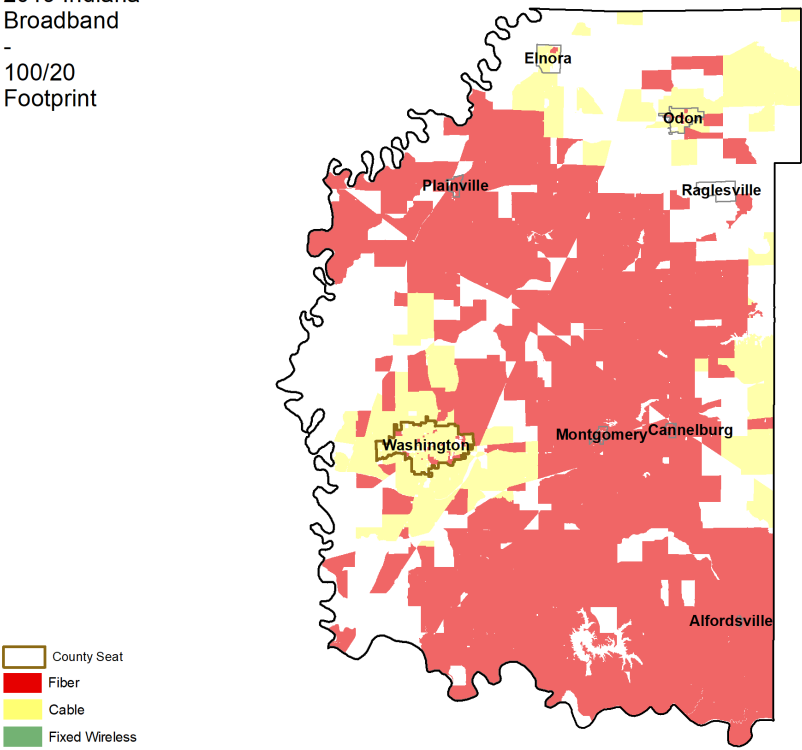 Broadband
-
100/20
Footprint
Elnora
Odon
Plainville
Raglesville
Montgomery
Cannelburg
Washington
Alfordsville
County Seat
Fiber
Cable
Fixed Wireless